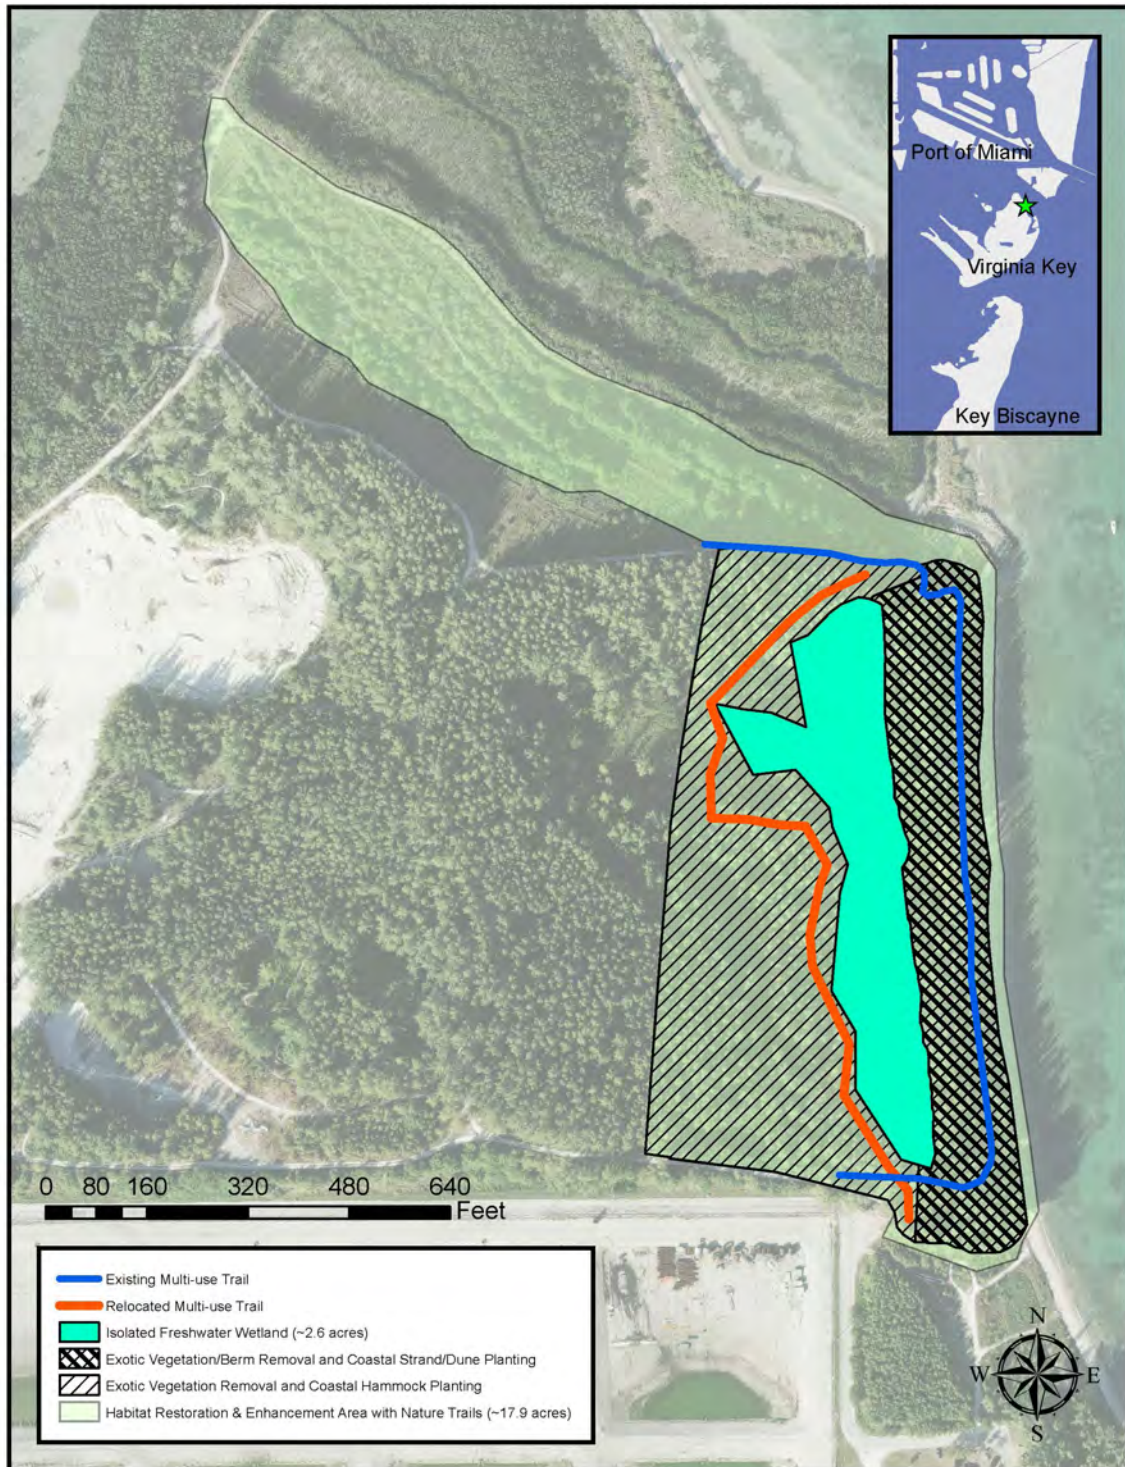 Port of Miami
Virginia Key
Key Biscayne
0 80 160 320 480 640
Feet
Existing Multi-use Trail
Relocated Multi-use Trail
Isolated Freshwater Wetland (~2.6 acres)
Exotic Vegetation/Berm Removal and Coastal Strand/Dune Planting
Exotic Vegetation Removal and Coastal Hammock Planting
Habitat Restoration & Enhancement Area with Nature Trails (~17.9 acres)
N
W E
S